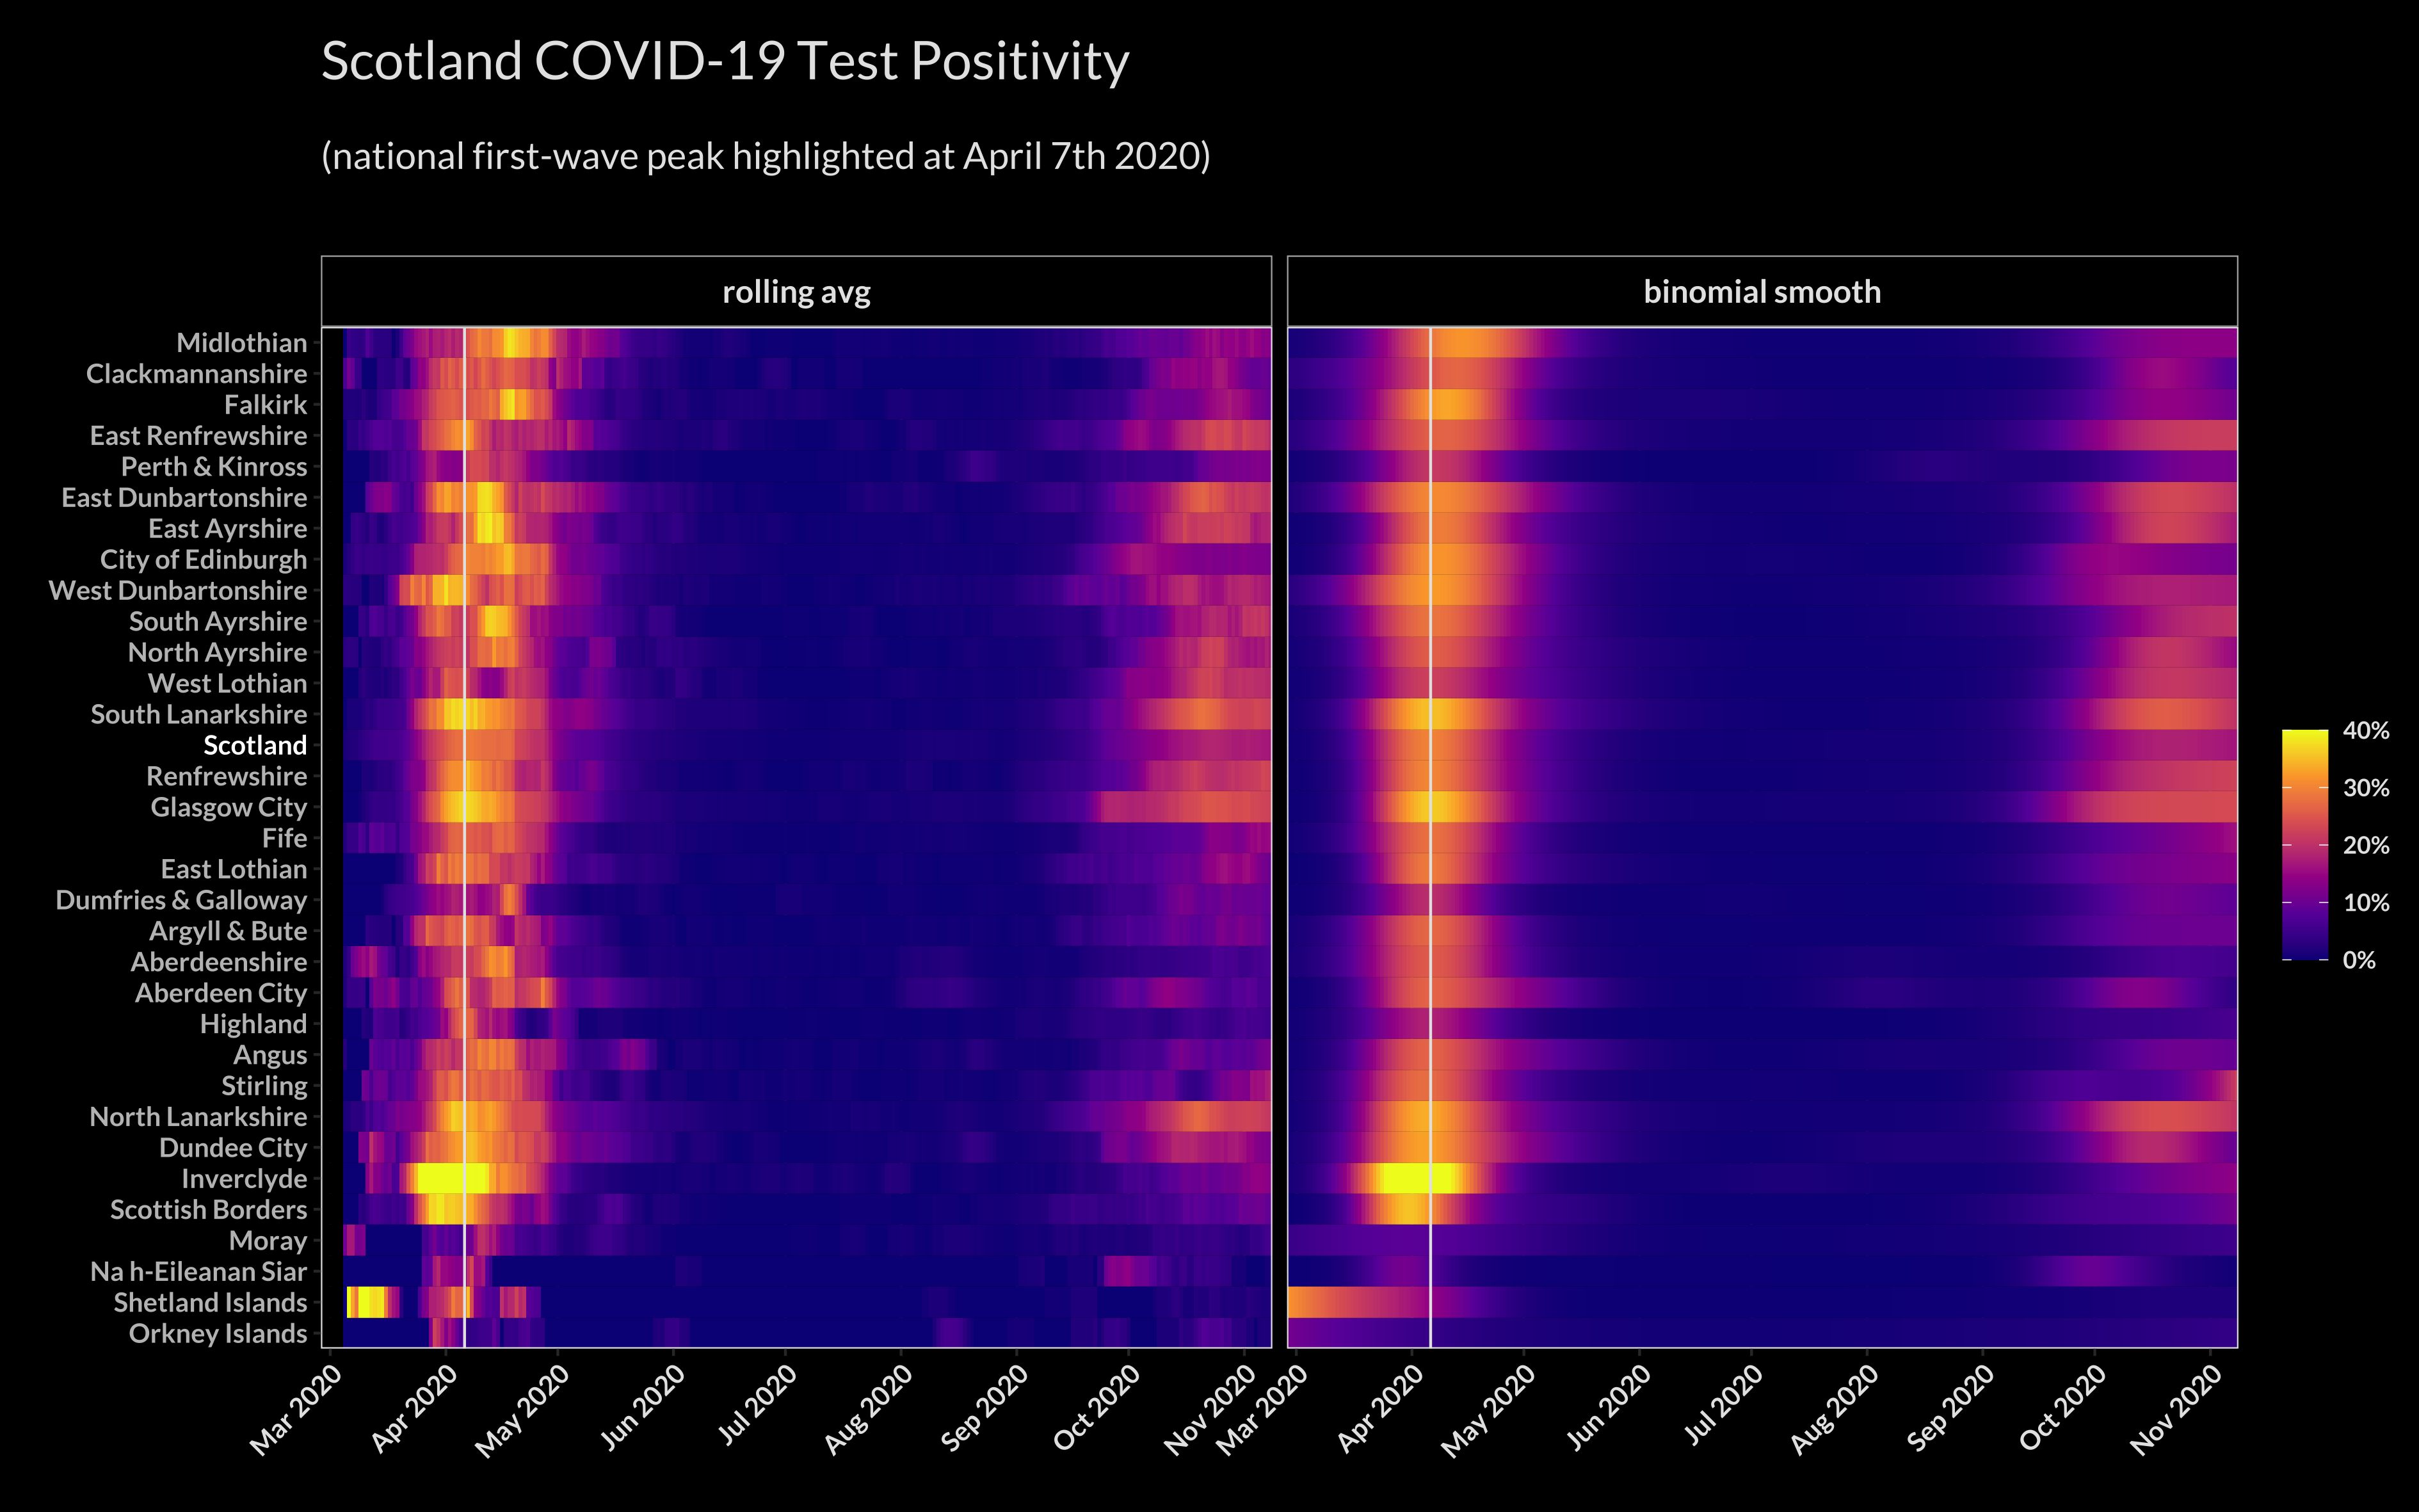 Scotland COVID-19 Test Positivity
(national first-wave peak highlighted at April 7th 2020)
rolling avg
binomial smooth
Midlothian
Clackmannanshire
Falkirk
East Renfrewshire
Perth & Kinross
East Dunbartonshire
East Ayrshire
City of Edinburgh
West Dunbartonshire
South Ayrshire
North Ayrshire
West Lothian
South Lanarkshire
Scotland
Renfrewshire
Glasgow City
Fife
East Lothian
Dumfries & Galloway
Argyll & Bute
Aberdeenshire
Aberdeen City
Highland
Angus
Stirling
North Lanarkshire
Dundee City
Inverclyde
Scottish Borders
Moray
Na h-Eileanan Siar
Shetland Islands
Orkney Islands
Mar 2020
Apr 2020
May 2020
Jun 2020
Jul 2020
Aug 2020
Sep 2020
Oct 2020
Nov 2020
Mar 2020
Apr 2020
May 2020
Jun 2020
Jul 2020
Aug 2020
Sep 2020
Oct 2020
Nov 2020
40%
30%
20%
10%
0%